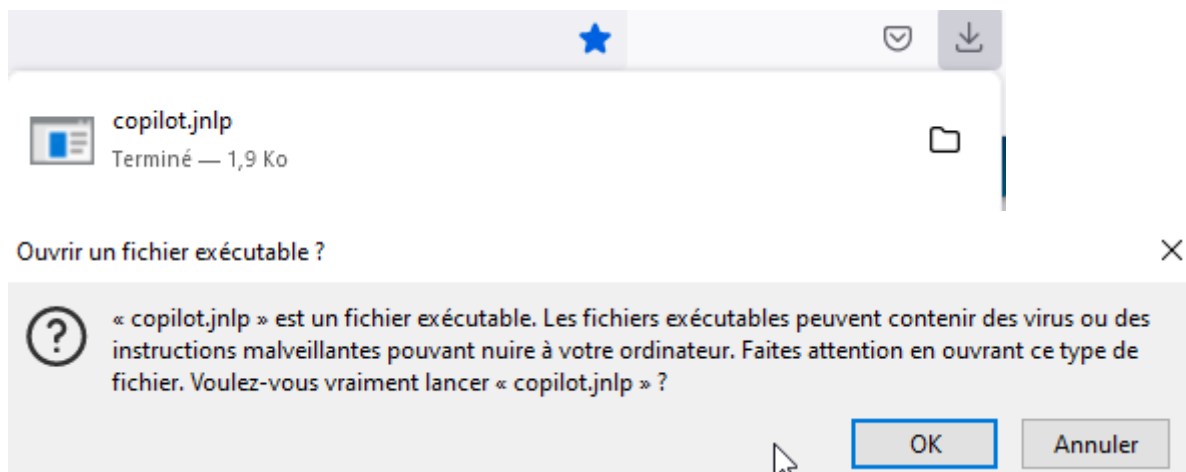 copilot.jnlp
Terminé — 1,9 Ko
Ouvrir un fichier exécutable ?
« copilot.jnlp » est un fichier exécutable. Les fichiers exécutables peuvent contenir des virus ou des
instructions malveillantes pouvant nuire à votre ordinateur. Faites attention en ouvrant ce type de
fichier. Voulez-vous vraiment lancer « copilot.jnlp » ?
OK Annuler